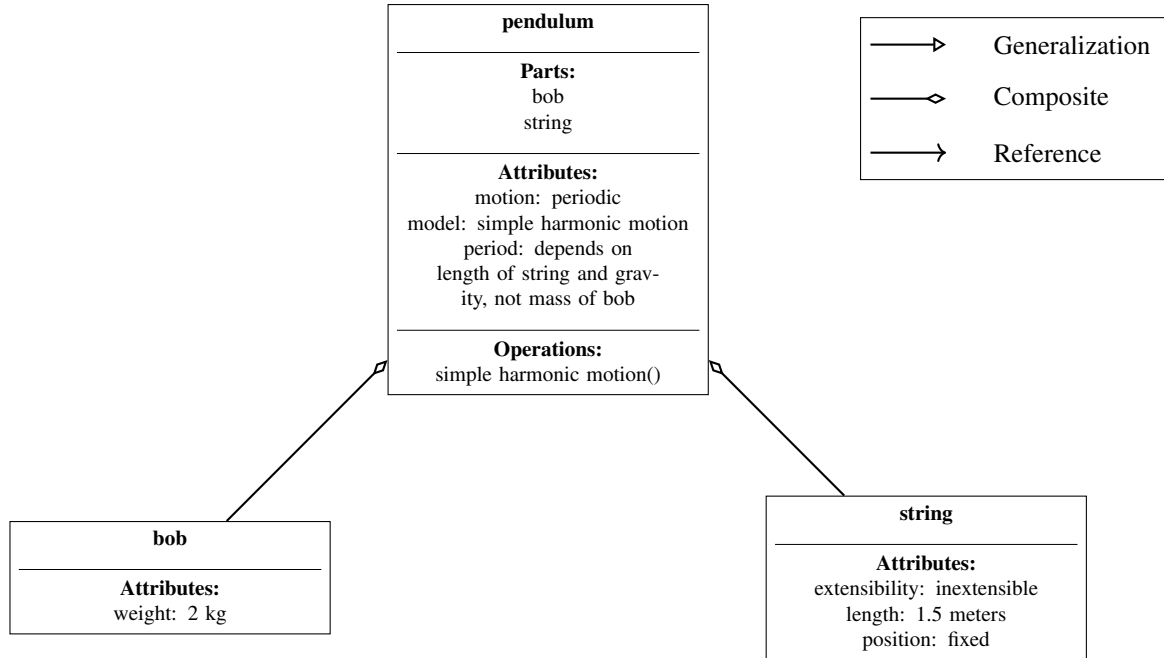 pendulum
Parts:
bob
string
Attributes:
motion: periodic
model: simple harmonic motion
period: depends on
length of string and grav-
ity, not mass of bob
Operations:
simple harmonic motion()
Generalization
Composite
Reference
bob
Attributes:
weight: 2 kg
string
Attributes:
extensibility: inextensible
length: 1.5 meters
position: fixed